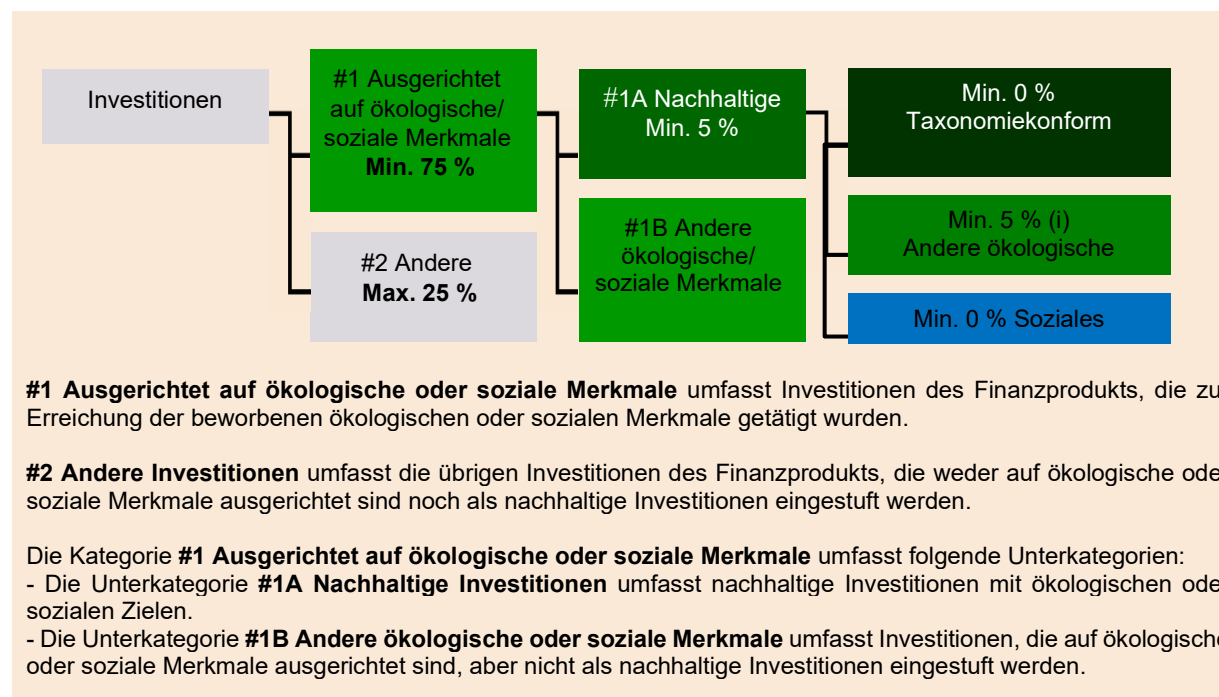 Investitionen
#1 Ausgerichtet
auf ökologische/
soziale Merkmale
Min. 75 %
#2 Andere
Max. 25 %
#1A Nachhaltige
Min. 5 %
#1B Andere
ökologische/
soziale Merkmale
Min. 0 %
Taxonomiekonform
Min. 5 % (i)
Andere ökologische
Min. 0 % Soziales
#1 Ausgerichtet auf ökologische oder soziale Merkmale umfasst Investitionen des Finanzprodukts, die zu
Erreichung der beworbenen ökologischen oder sozialen Merkmale getätigt wurden.
#2 Andere Investitionen umfasst die übrigen Investitionen des Finanzprodukts, die weder auf ökologische ode
soziale Merkmale ausgerichtet sind noch als nachhaltige Investitionen eingestuft werden.
Die Kategorie #1 Ausgerichtet auf ökologische oder soziale Merkmale umfasst folgende Unterkategorien:
- Die Unterkategorie #1A Nachhaltige Investitionen umfasst nachhaltige Investitionen mit ökologischen ode
sozialen Zielen.
- Die Unterkategorie #1B Andere ökologische oder soziale Merkmale umfasst Investitionen, die auf ökologische
oder soziale Merkmale ausgerichtet sind, aber nicht als nachhaltige Investitionen eingestuft werden.